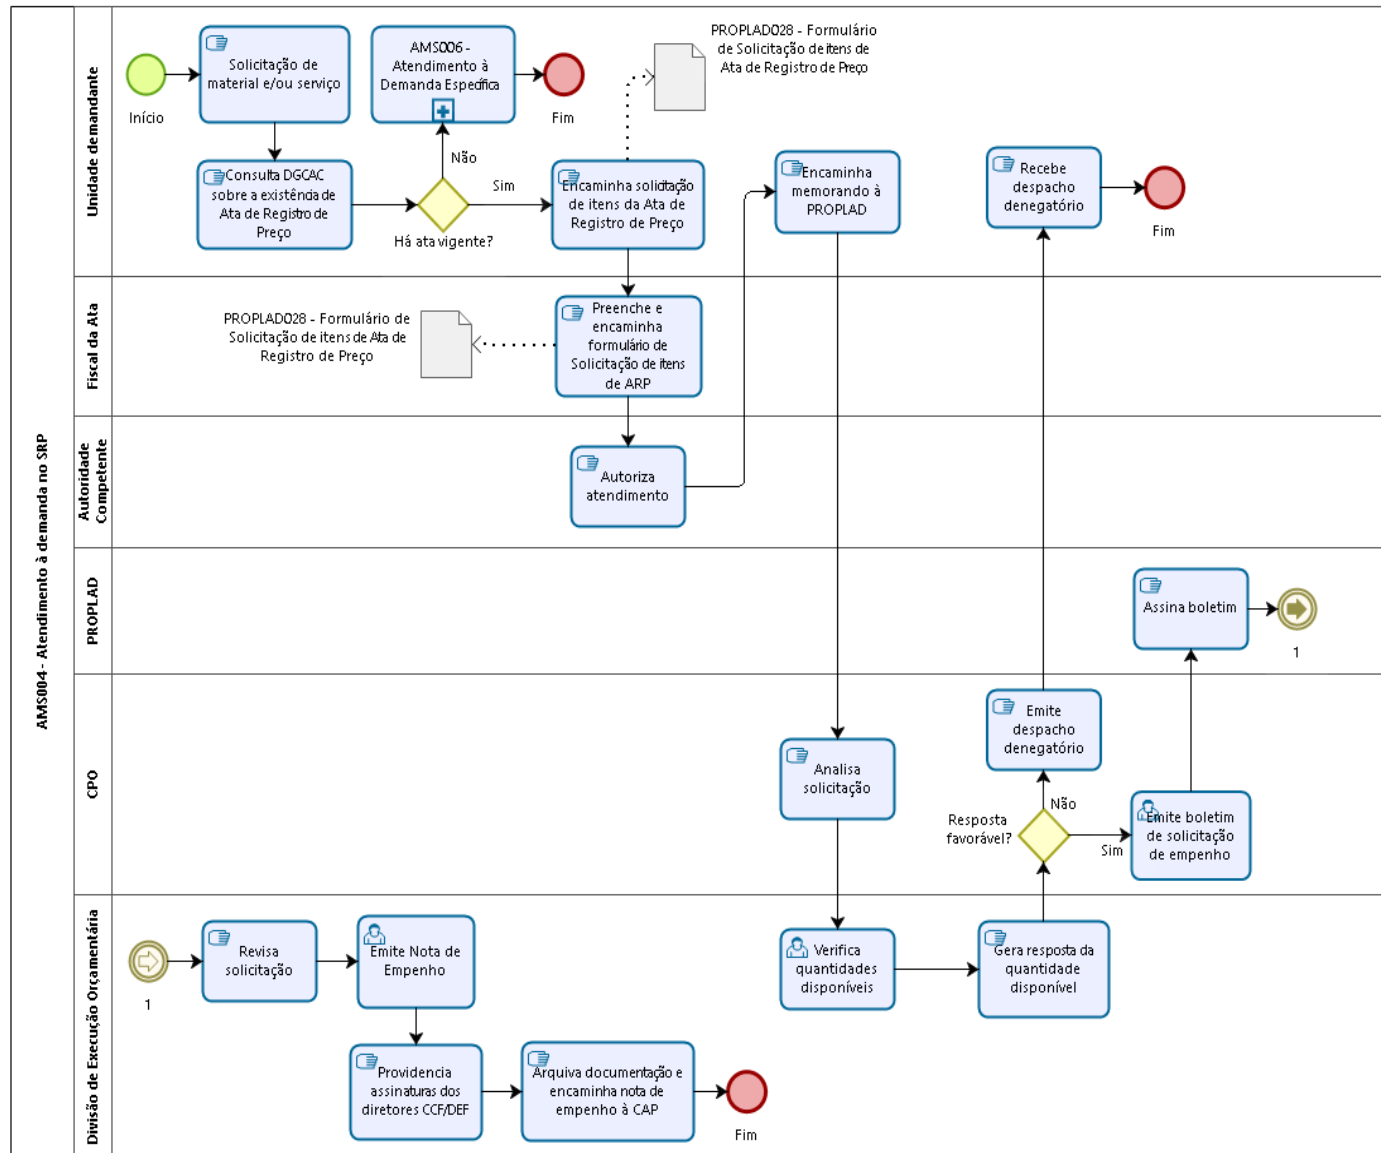 AMS004 - Atendimento à demanda no SRP
Unidade demandante
Início
Solicitação de
material e/ou serviço
AMS006 -
Atendimento à
Demanda Específica
Fim
PROPLAD028 - Formulário
de Solicitação de itens de
Ata de Registro de Preço
Consulta DGCAC
sobre a existência de
Ata de Registro de
Preço
Não
Sim
Há ata vigente?
Encaminha solicitação
de itens da Ata de
Registro de Preço
Encaminha
memorando à
PROPLAD
Recebe
despacho
denegatório
Fim
Fiscal da Ata
PROPLAD028 - Formulário de
Solicitação de itens de Ata de
Registro de Preço
Preenche e
encaminha
formulário de
Solicitação de itens
de ARP
Autoridade
Competente
Autoriza
atendimento
PROPLAD
Assina boletim
1
CPO
Analisa
solicitação
Emite
despacho
denegatório
Não
Resposta
favorável?
Sim
Emite boletim
de solicitação
de empenho
Divisão de Execução Orçamentária
1
Revisa
solicitação
Emite Nota de
Empenho
Verifica
quantidades
disponíveis
Gera resposta da
quantidade
disponível
Providencia
assinaturas dos
diretores CCF/DEF
Arquiva documentação e
encaminha nota de
empenho à CAP
Fim